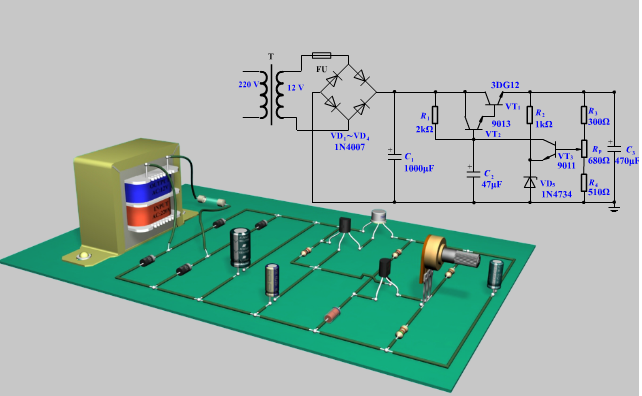 T
FU
220 V
12 V
VD₁～VD₄
1N4007
C₁
1000μF
R₁
2kΩ
3DG12
VT₁
9013
VT₂
C₂
47μF
R₂
1kΩ
VT₃
9011
VD₅
1N4734
R₃
300Ω
Rₚ
680Ω
R₄
510Ω
C₃
470μF